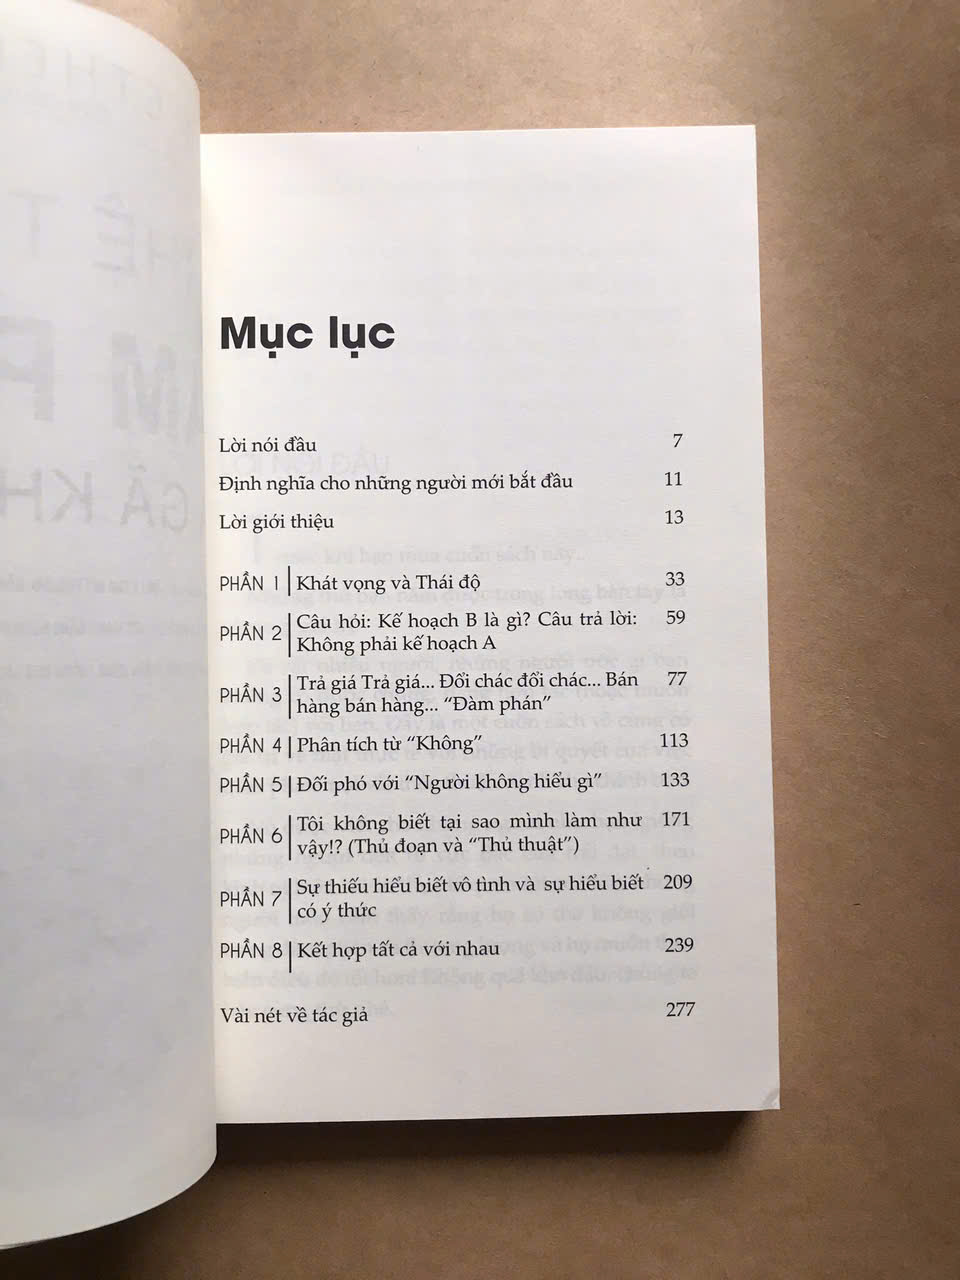 Mục lục
Lời nói đầu 7
Định nghĩa cho những người mới bắt đầu 11
Lời giới thiệu 13
PHẦN 1 Khát vọng và Thái độ 33
PHẦN 2 Câu hỏi: Kế hoạch B là gì? Câu trả lời: 59
Không phải kế hoạch A
PHẦN 3 Trả giá Trả giá... Đổi chác đổi chác... Bán 77
hàng bán hàng... “Đàm phán”
PHẦN 4 Phân tích từ “Không” 113
PHẦN 5 Đối phó với “Người không hiểu gì” 133
PHẦN 6 Tôi không biết tại sao mình làm như 171
vậy!? (Thủ đoạn và “Thủ thuật”)
PHẦN 7 Sự thiếu hiểu biết vô tình và sự hiểu biết 209
có ý thức
PHẦN 8 Kết hợp tất cả với nhau 239
Vài nét về tác giả 277